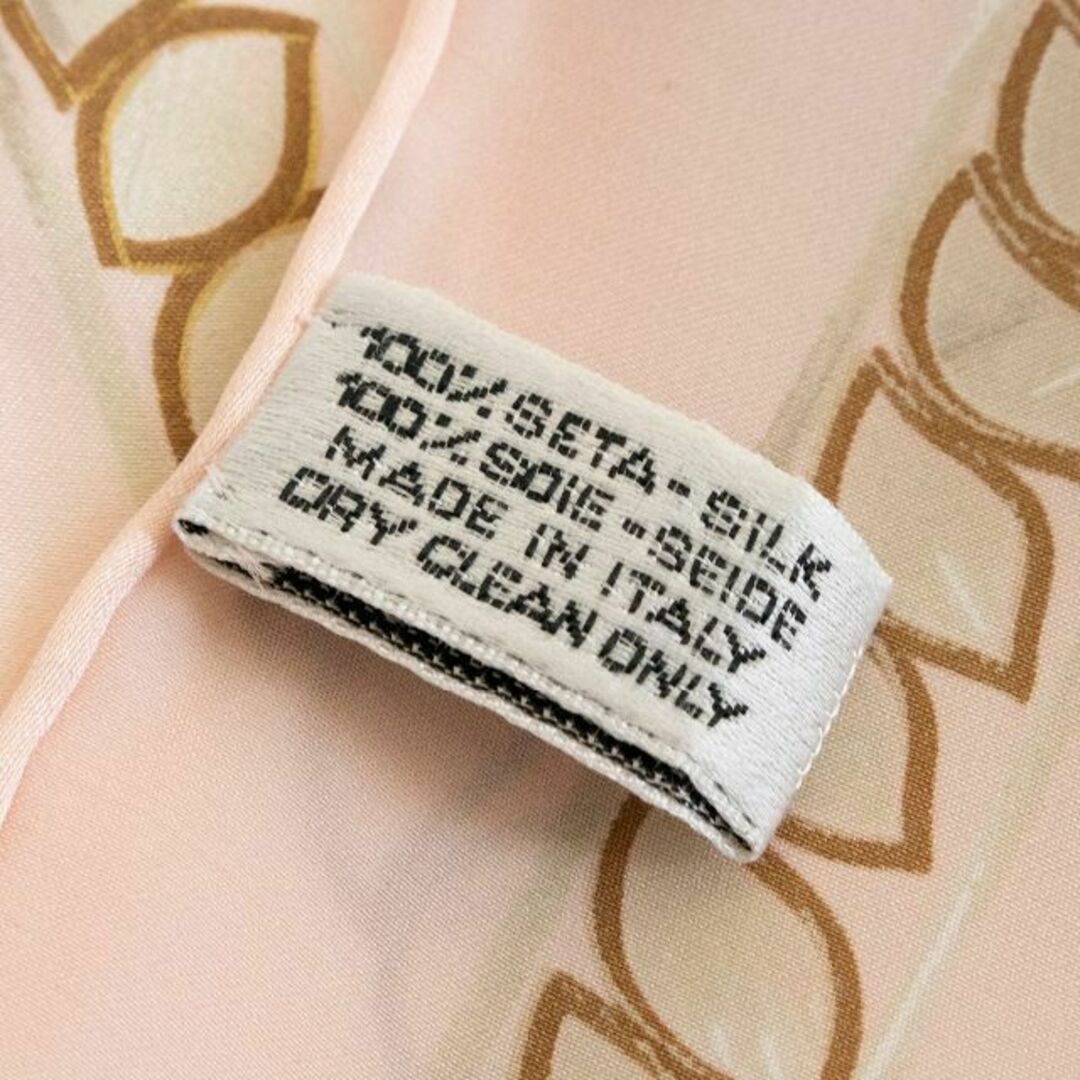 100% SETA - SILK
100% SOIE - SEIDE
MADE IN ITALY
DRY CLEAN ONLY